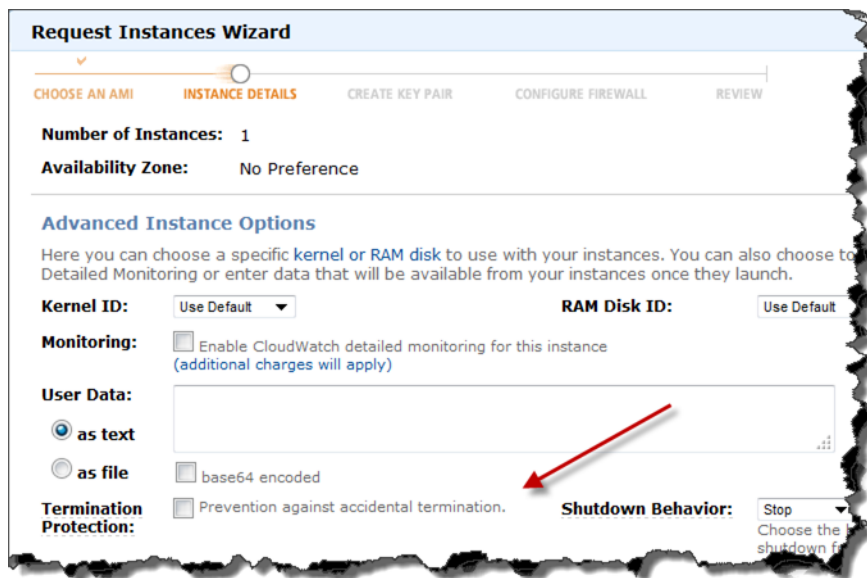 Request Instances Wizard
CHOOSE AN AMI INSTANCE DETAILS CREATE KEY PAIR CONFIGURE FIREWALL REVIEW
Number of Instances: 1
Availability Zone: No Preference
Advanced Instance Options
Here you can choose a specific kernel or RAM disk to use with your instances. You can also choose to
Detailed Monitoring or enter data that will be available from your instances once they launch.
Kernel ID: Use Default RAM Disk ID: Use Default
Monitoring: Enable CloudWatch detailed monitoring for this instance
(additional charges will apply)
User Data:
as text
as file base64 encoded
Termination Prevention against accidental termination. Shutdown Behavior: Stop
Protection:
Choose the
shutdown